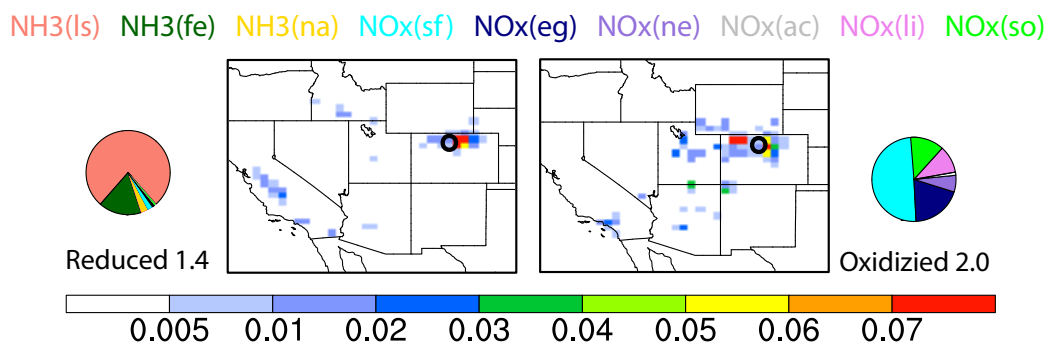 NH3(ls) NH3(fe) NH3(na) NOx(sf) NOx(eg) NOx(ne) NOx(ac) NOx(li) NOx(so)
Reduced 1.4
Oxidizied 2.0
0.005 0.01 0.02 0.03 0.04 0.05 0.06 0.07